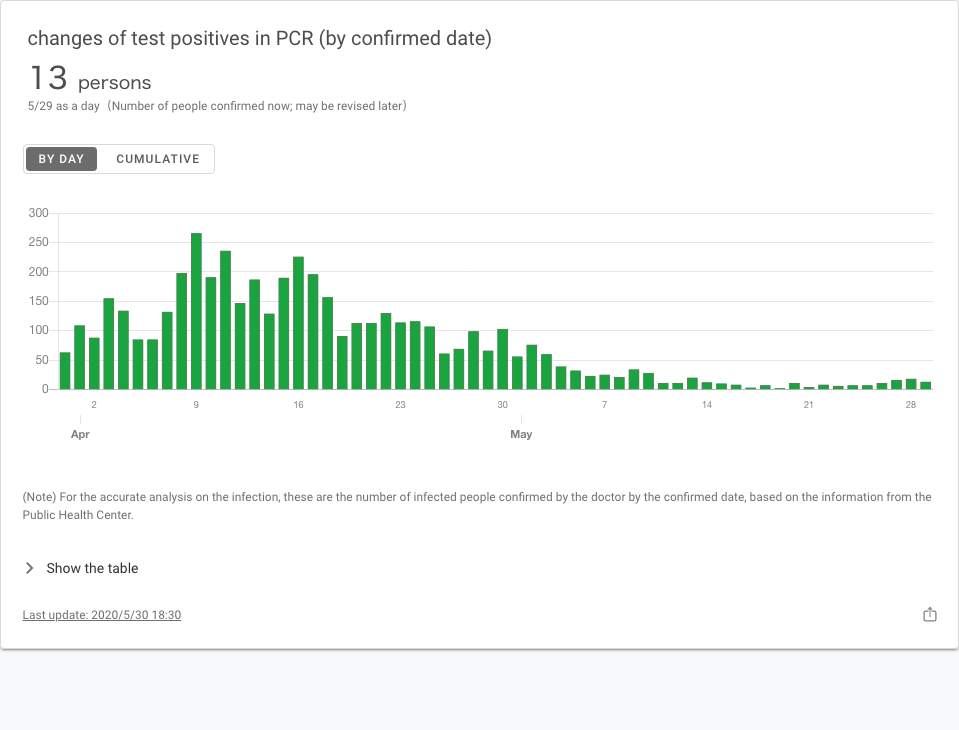 changes of test positives in PCR (by confirmed date)
13 persons
5/29 as a day（Number of people confirmed now; may be revised later）
BY DAY CUMULATIVE
300
250
200
150
100
50
0
2 9 16 23 30 7 14 21 28
Apr May
(Note) For the accurate analysis on the infection, these are the number of infected people confirmed by the doctor by the confirmed date, based on the information from the
Public Health Center.
Show the table
Last update: 2020/5/30 18:30